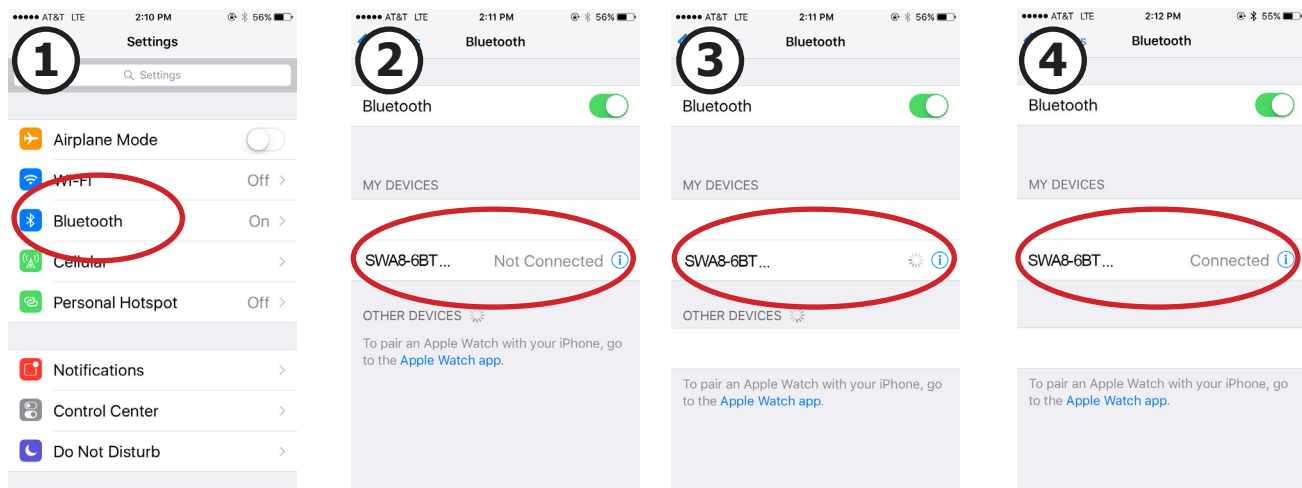 ●●●●● AT&T LTE 2:10 PM 56%
1
Settings
Settings
Airplane Mode
Wi-Fi Off
Bluetooth On
Cellular
Personal Hotspot Off
Notifications
Control Center
Do Not Disturb
●●●●● AT&T LTE 2:11 PM 56%
2
s Bluetooth
Bluetooth
MY DEVICES
SWA8-6BT... Not Connected i
OTHER DEVICES
To pair an Apple Watch with your iPhone, go
to the Apple Watch app.
●●●●● AT&T LTE 2:11 PM 56%
3
s Bluetooth
Bluetooth
MY DEVICES
SWA8-6BT... i
OTHER DEVICES
To pair an Apple Watch with your iPhone, go
to the Apple Watch app.
●●●●● AT&T LTE 2:12 PM 55%
4
s Bluetooth
Bluetooth
MY DEVICES
SWA8-6BT... Connected i
To pair an Apple Watch with your iPhone, go
to the Apple Watch app.